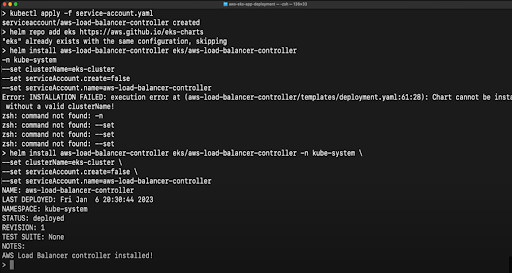 aws-eks-app-deployment — -zsh — 136×33
> kubectl apply -f service-account.yaml
serviceaccount/aws-load-balancer-controller created
> helm repo add eks https://aws.github.io/eks-charts
"eks" already exists with the same configuration, skipping
> helm install aws-load-balancer-controller eks/aws-load-balancer-controller
-n kube-system
--set clusterName=eks-cluster
--set serviceAccount.create=false
--set serviceAccount.name=aws-load-balancer-controller
Error: INSTALLATION FAILED: execution error at (aws-load-balancer-controller/templates/deployment.yaml:61:28): Chart cannot be inst
 without a valid clusterName!
zsh: command not found: -n
zsh: command not found: --set
zsh: command not found: --set
zsh: command not found: --set
> helm install aws-load-balancer-controller eks/aws-load-balancer-controller -n kube-system \
--set clusterName=eks-cluster \
--set serviceAccount.create=false \
--set serviceAccount.name=aws-load-balancer-controller
NAME: aws-load-balancer-controller
LAST DEPLOYED: Fri Jan  6 20:30:44 2023
NAMESPACE: kube-system
STATUS: deployed
REVISION: 1
TEST SUITE: None
NOTES:
AWS Load Balancer controller installed!
>